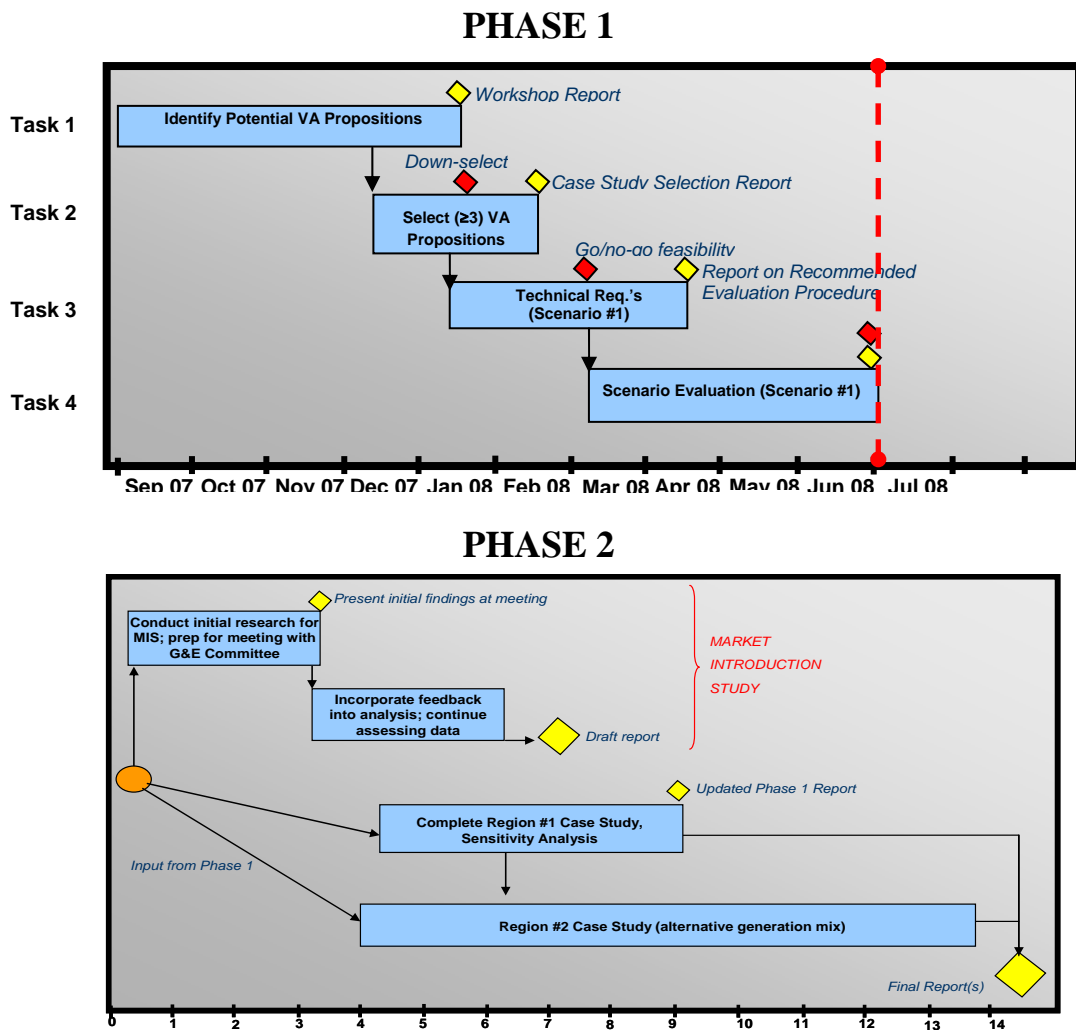 PHASE 1
Workshop Report
Task 1
Identify Potential VA Propositions
Down-select
Case Study Selection Report
Task 2
Select (≥3) VA
Propositions
Go/no-go feasibility
Report on Recommended
Evaluation Procedure
Task 3
Technical Req.'s
(Scenario #1)
Task 4
Scenario Evaluation (Scenario #1)
Sep 07 Oct 07 Nov 07 Dec 07 Jan 08 Feb 08 Mar 08 Apr 08 May 08 Jun 08 Jul 08
PHASE 2
Present initial findings at meeting
Conduct initial research for
MIS; prep for meeting with
G&E Committee
MARKET
INTRODUCTION
STUDY
Incorporate feedback
into analysis; continue
assessing data
Draft report
Updated Phase 1 Report
Complete Region #1 Case Study,
Sensitivity Analysis
Input from Phase 1
Region #2 Case Study (alternative generation mix)
Final Report(s)
0 1 2 3 4 5 6 7 8 9 10 11 12 13 14